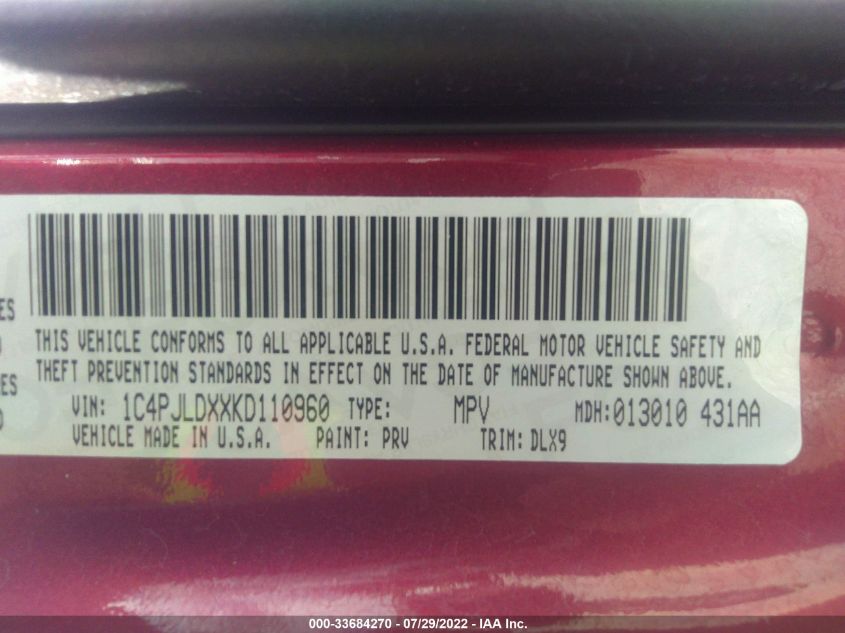 ES
THIS VEHICLE CONFORMS TO ALL APPLICABLE U.S.A. FEDERAL MOTOR VEHICLE SAFETY AND
THEFT PREVENTION STANDARDS IN EFFECT ON THE DATE OF MANUFACTURE SHOWN ABOVE.
ES
VIN: 1C4PJLDXXKD110960 TYPE: MPV MDH:013010 431AA
VEHICLE MADE IN U.S.A. PAINT: PRV TRIM: DLX9
000-33684270 - 07/29/2022 - IAA Inc.